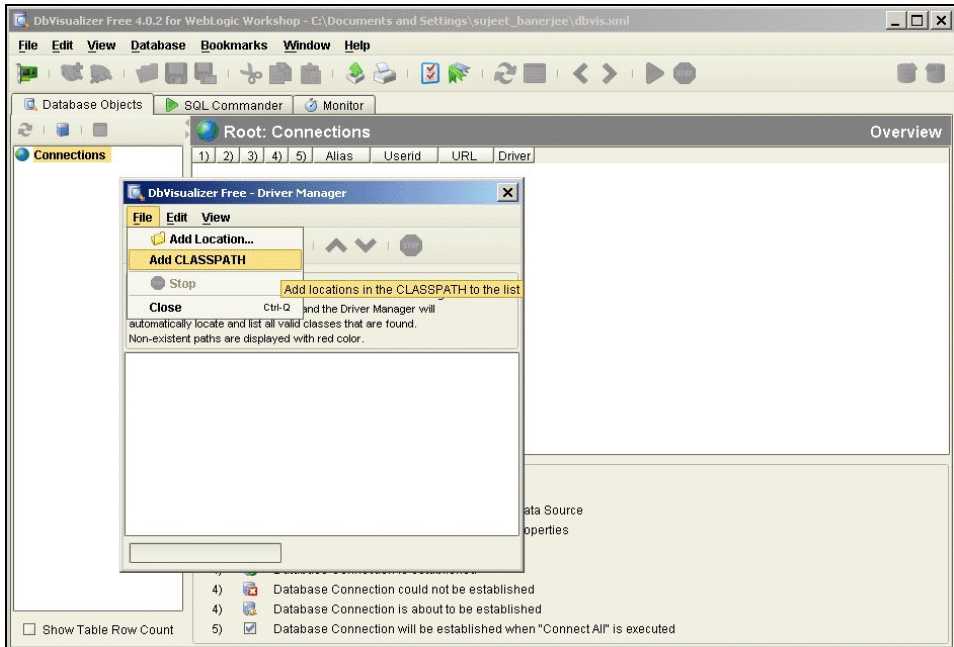 DbVisualizer Free 4.0.2 for WebLogic Workshop - C:\Documents and Settings\sujeet_banerjee\dbvis.xml
File Edit View Database Bookmarks Window Help
STOP
Database Objects SQL Commander Monitor
Root: Connections Overview
Connections
1) 2) 3) 4) 5) Alias Userid URL Driver
DbVisualizer Free - Driver Manager
File Edit View
Add Location...
STOP
Add CLASSPATH
Stop
Add locations in the CLASSPATH to the list
Close Ctrl-Q and the Driver Manager will
automatically locate and list all valid classes that are found.
Non-existent paths are displayed with red color.
ata Source
operties
4) Database Connection could not be established
4) Database Connection is about to be established
5) Database Connection will be established when "Connect All" is executed
Show Table Row Count